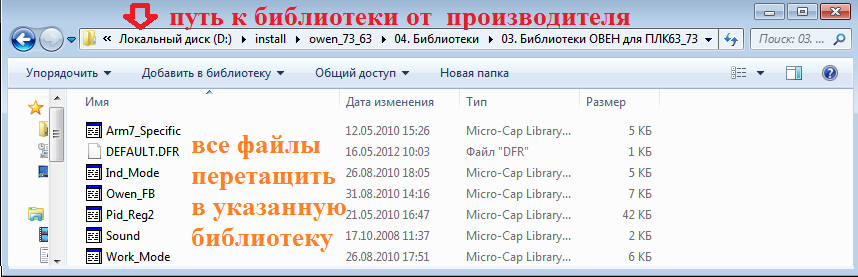 путь к библиотеки от производителя
« Локальный диск (D:) ▸ install ▸ owen_73_63 ▸ 04. Библиотеки ▸ 03. Библиотеки ОВЕН для ПЛК63_73
Поиск: 03. ...
Упорядочить Добавить в библиотеку Общий доступ Новая папка
Имя Дата изменения Тип Размер
Arm7_Specific 12.05.2010 15:26 Micro-Cap Library... 5 КБ
DEFAULT.DFR 16.05.2012 10:03 Файл "DFR" 1 КБ
Ind_Mode 26.08.2010 18:05 Micro-Cap Library... 5 КБ
Owen_FB 31.08.2010 14:16 Micro-Cap Library... 7 КБ
Pid_Reg2 21.05.2010 16:47 Micro-Cap Library... 42 КБ
Sound 17.10.2008 11:37 Micro-Cap Library... 2 КБ
Work_Mode 26.08.2010 17:51 Micro-Cap Library... 6 КБ
все файлы
перетащить
в указанную
библиотеку